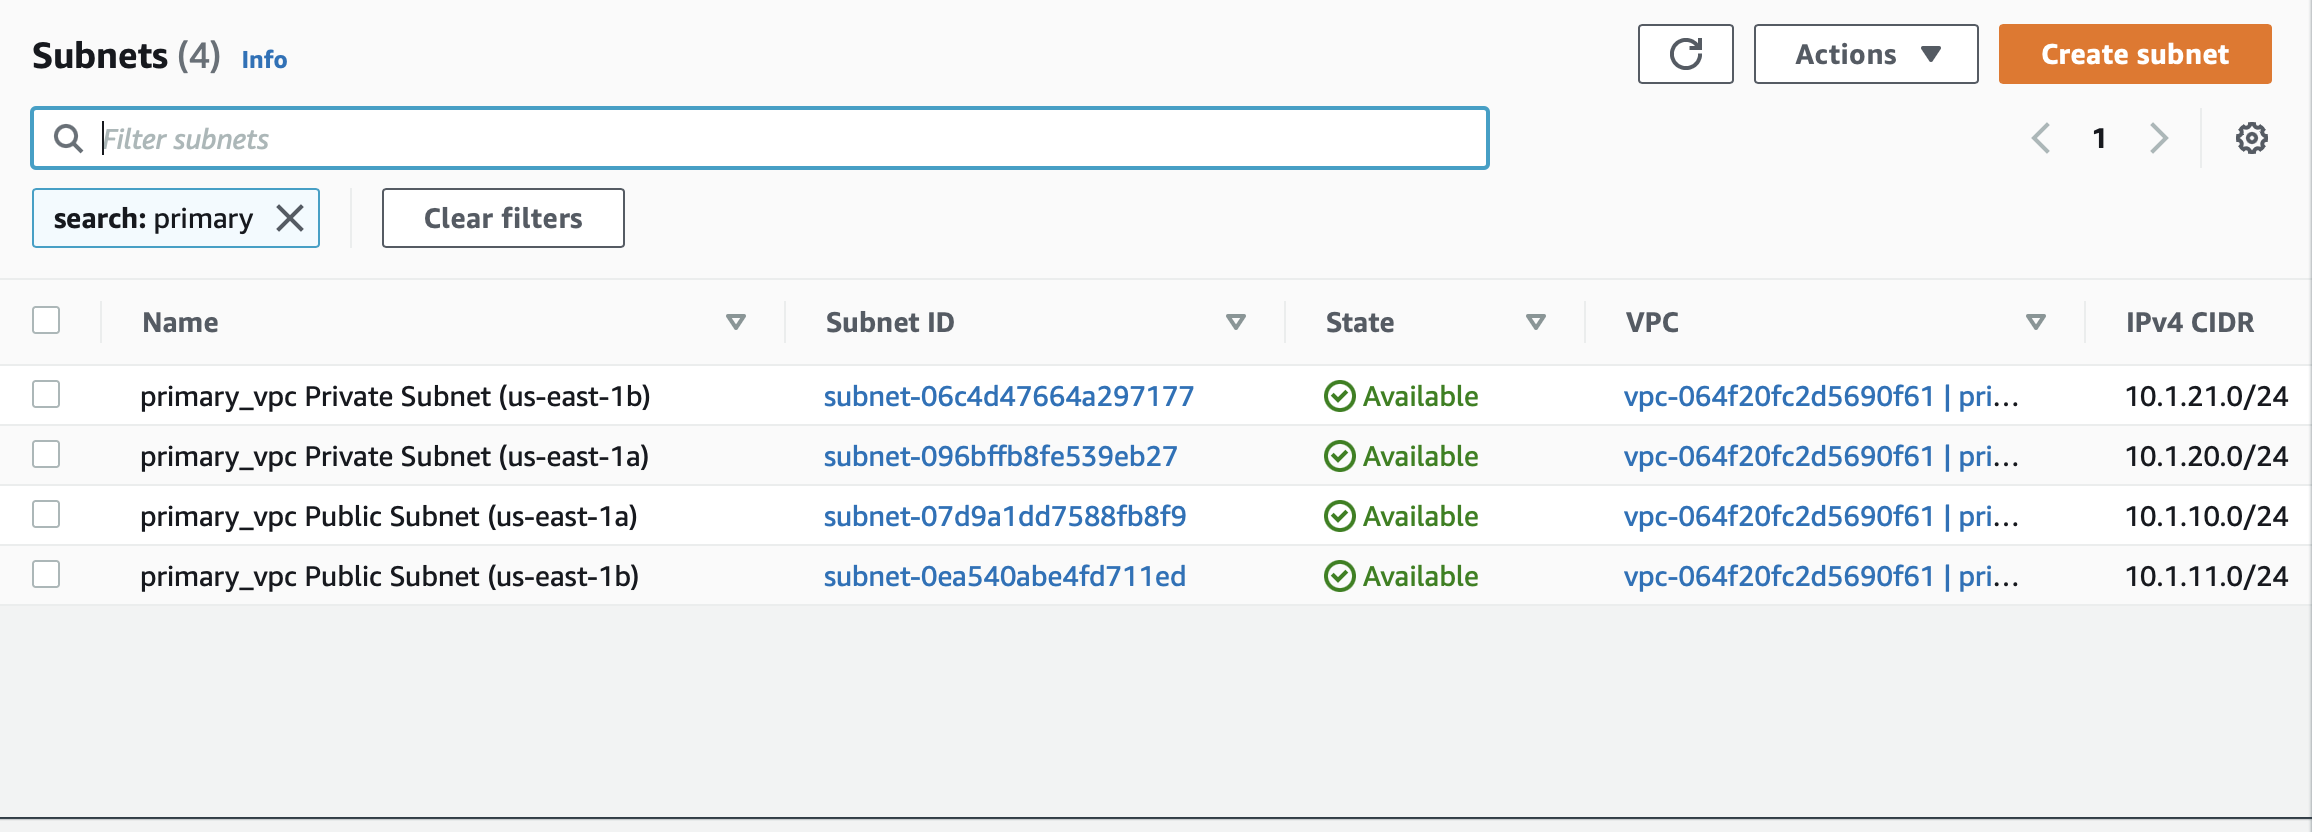 Subnets (4) Info
Actions
Create subnet
Filter subnets
1
search: primary
Clear filters
Name Subnet ID State VPC IPv4 CIDR
primary_vpc Private Subnet (us-east-1b) subnet-06c4d47664a297177 Available vpc-064f20fc2d5690f61 | pri... 10.1.21.0/24
primary_vpc Private Subnet (us-east-1a) subnet-096bffb8fe539eb27 Available vpc-064f20fc2d5690f61 | pri... 10.1.20.0/24
primary_vpc Public Subnet (us-east-1a) subnet-07d9a1dd7588fb8f9 Available vpc-064f20fc2d5690f61 | pri... 10.1.10.0/24
primary_vpc Public Subnet (us-east-1b) subnet-0ea540abe4fd711ed Available vpc-064f20fc2d5690f61 | pri... 10.1.11.0/24